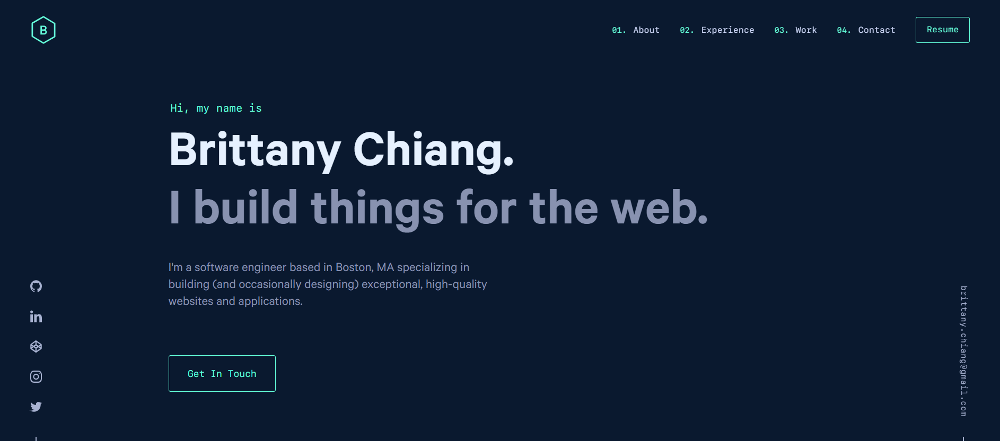 B
01. About 02. Experience 03. Work 04. Contact Resume
Hi, my name is
Brittany Chiang.
I build things for the web.
I'm a software engineer based in Boston, MA specializing in
building (and occasionally designing) exceptional, high-quality
websites and applications.
in
Get In Touch
brittany.chiang@gmail.com